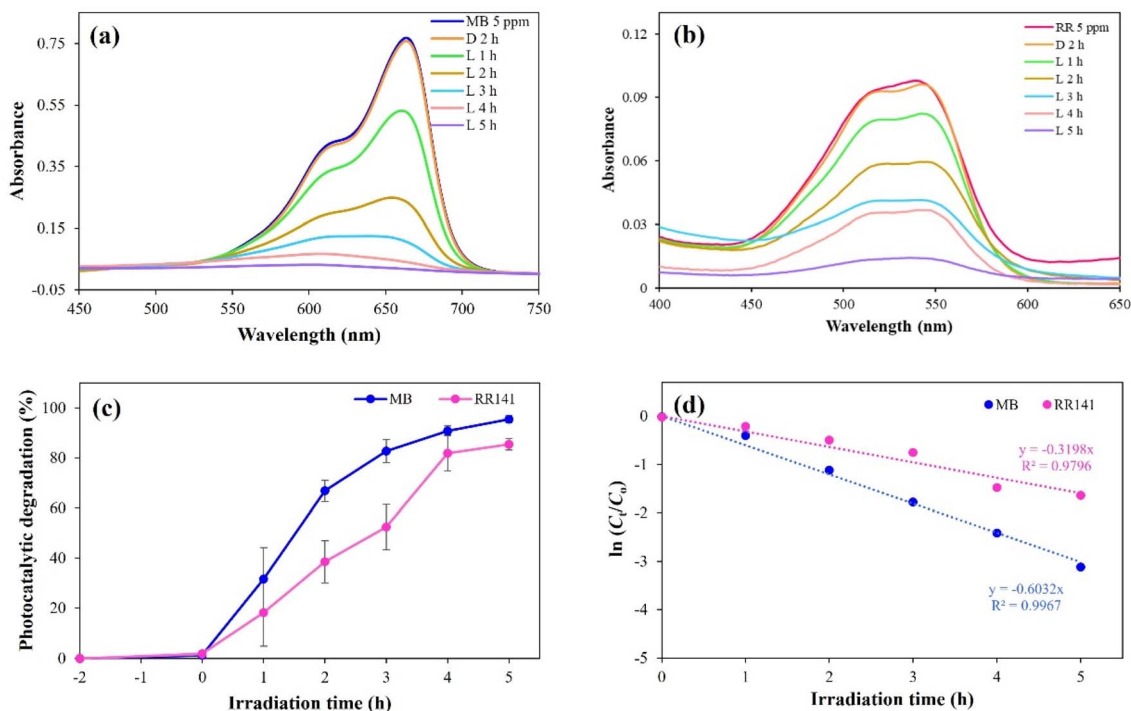 (a)
MB 5 ppm
D 2 h
L 1 h
L 2 h
L 3 h
L 4 h
L 5 h
Absorbance
0.75
0.55
0.35
0.15
-0.05
450 500 550 600 650 700 750
Wavelength (nm)
(b)
RR 5 ppm
D 2 h
L 1 h
L 2 h
L 3 h
L 4 h
L 5 h
Absorbance
0.12
0.09
0.06
0.03
0
400 450 500 550 600 650
Wavelength (nm)
(c)
MB RR141
Photocatalytic degradation (%)
100
80
60
40
20
0
-2 -1 0 1 2 3 4 5
Irradiation time (h)
(d)
MB RR141
ln (Ct/Co)
0
-1
-2
-3
-4
-5
y = -0.3198x
R² = 0.9796
y = -0.6032x
R² = 0.9967
0 1 2 3 4 5
Irradiation time (h)